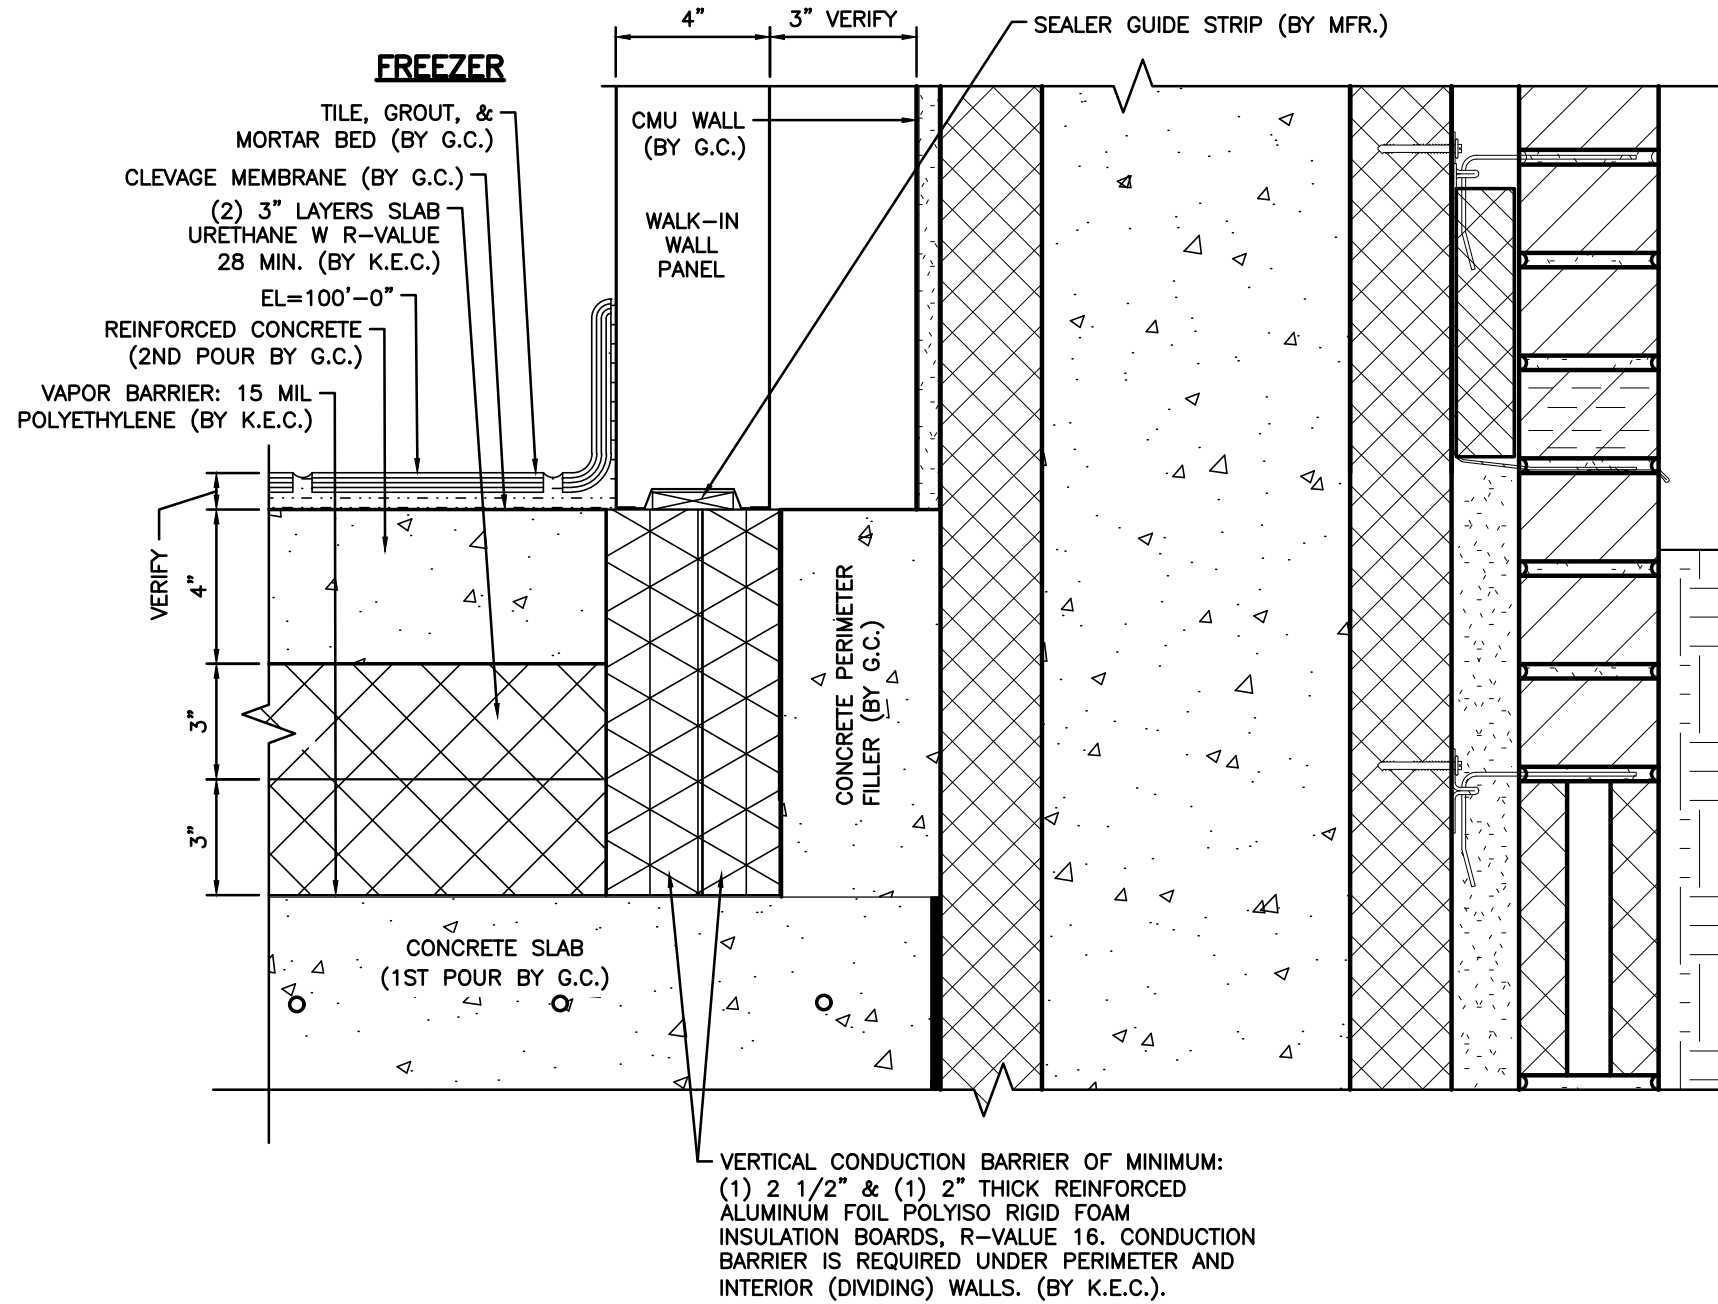 4”
3” VERIFY
SEALER GUIDE STRIP (BY MFR.)
FREEZER
TILE, GROUT, &
MORTAR BED (BY G.C.)
CLEVAGE MEMBRANE (BY G.C.)
(2) 3” LAYERS SLAB
URETHANE W R-VALUE
28 MIN. (BY K.E.C.)
EL=100’-0”
REINFORCED CONCRETE
(2ND POUR BY G.C.)
VAPOR BARRIER: 15 MIL
POLYETHYLENE (BY K.E.C.)
CMU WALL
(BY G.C.)
WALK-IN
WALL
PANEL
VERIFY
4”
3”
3”
CONCRETE PERIMETER
FILLER (BY G.C.)
CONCRETE SLAB
(1ST POUR BY G.C.)
VERTICAL CONDUCTION BARRIER OF MINIMUM:
(1) 2 1/2” & (1) 2” THICK REINFORCED
ALUMINUM FOIL POLYISO RIGID FOAM
INSULATION BOARDS, R-VALUE 16. CONDUCTION
BARRIER IS REQUIRED UNDER PERIMETER AND
INTERIOR (DIVIDING) WALLS. (BY K.E.C.).